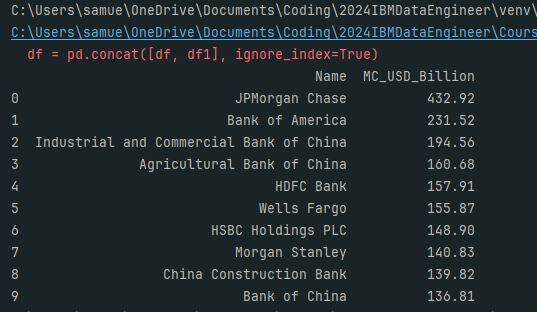 C:\Users\samue\OneDrive\Documents\Coding\2024IBMDataEngineer\venv\
C:\Users\samue\OneDrive\Documents\Coding\2024IBMDataEngineer\Cours
df = pd.concat([df, df1], ignore_index=True)
Name MC_USD_Billion
0 JPMorgan Chase 432.92
1 Bank of America 231.52
2 Industrial and Commercial Bank of China 194.56
3 Agricultural Bank of China 160.68
4 HDFC Bank 157.91
5 Wells Fargo 155.87
6 HSBC Holdings PLC 148.90
7 Morgan Stanley 140.83
8 China Construction Bank 139.82
9 Bank of China 136.81